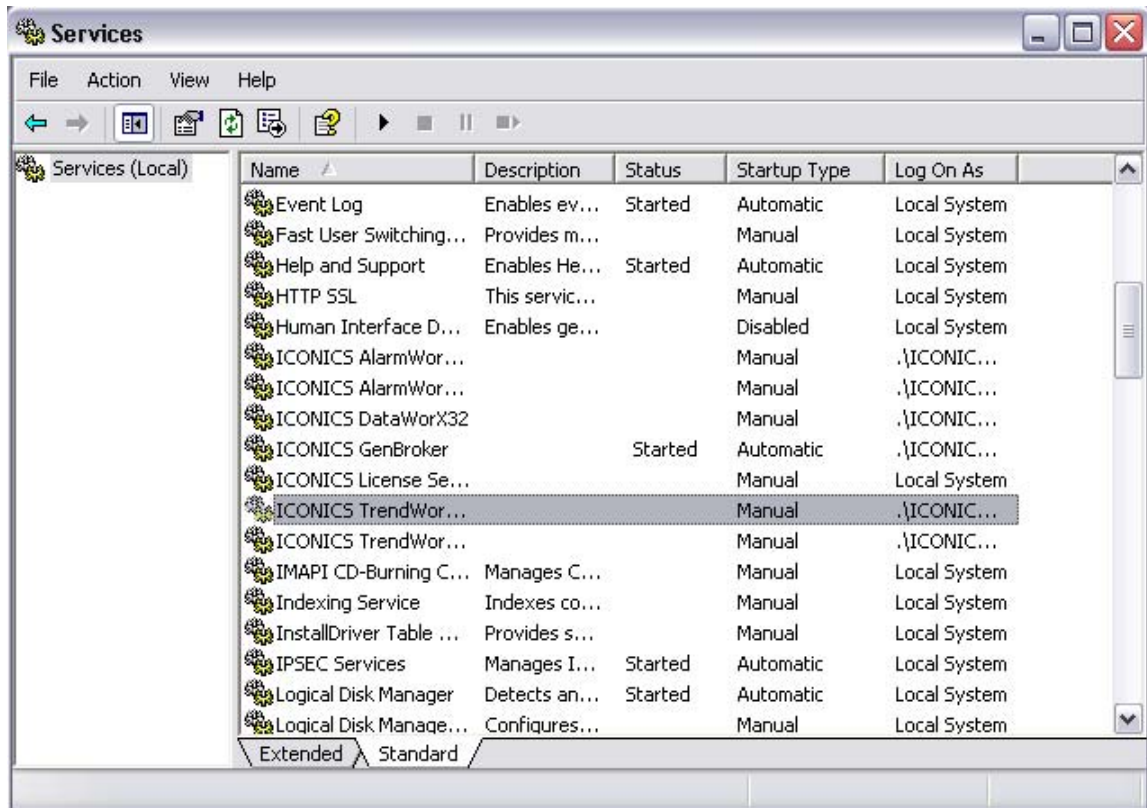 Services
File Action View Help
Services (Local)
Name Description Status Startup Type Log On As
Event Log Enables ev... Started Automatic Local System
Fast User Switching... Provides m... Manual Local System
Help and Support Enables He... Started Automatic Local System
HTTP SSL This servic... Manual Local System
Human Interface D... Enables ge... Disabled Local System
ICONICS AlarmWor... Manual .\ICONIC...
ICONICS AlarmWor... Manual .\ICONIC...
ICONICS DataWorX32 Manual .\ICONIC...
ICONICS GenBroker Started Automatic .\ICONIC...
ICONICS License Se... Manual Local System
ICONICS TrendWor... Manual .\ICONIC...
ICONICS TrendWor... Manual .\ICONIC...
IMAPI CD-Burning C... Manages C... Manual Local System
Indexing Service Indexes co... Manual Local System
InstallDriver Table ... Provides s... Manual Local System
IPSEC Services Manages I... Started Automatic Local System
Logical Disk Manager Detects an... Started Automatic Local System
Logical Disk Manage... Configures... Manual Local System
Extended Standard